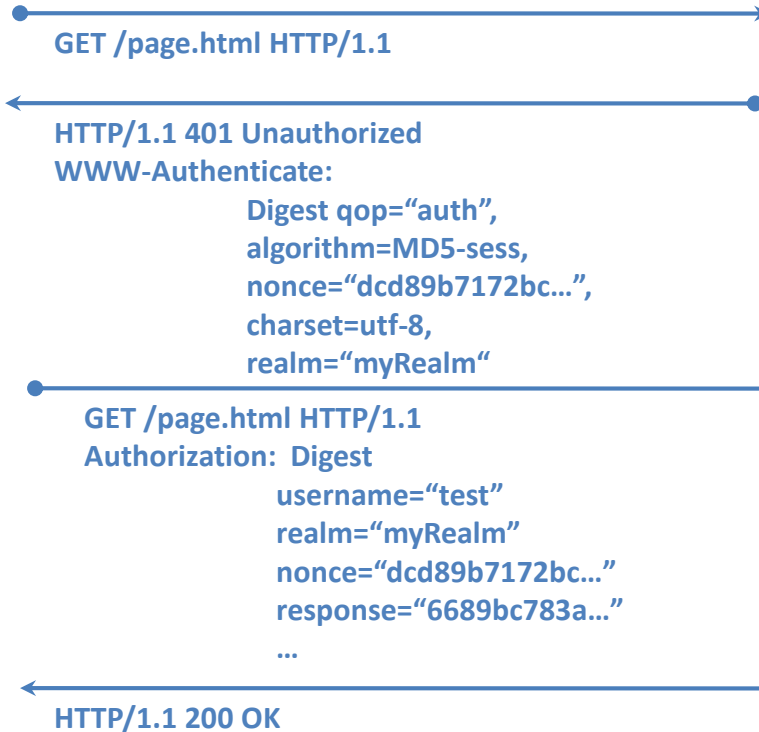 GET /page.html HTTP/1.1
HTTP/1.1 401 Unauthorized
WWW-Authenticate:
Digest qop=“auth”,
algorithm=MD5-sess,
nonce=“dcd89b7172bc…”,
charset=utf-8,
realm=“myRealm“
GET /page.html HTTP/1.1
Authorization: Digest
username=“test”
realm=“myRealm”
nonce=“dcd89b7172bc…”
response=“6689bc783a…”
…
HTTP/1.1 200 OK